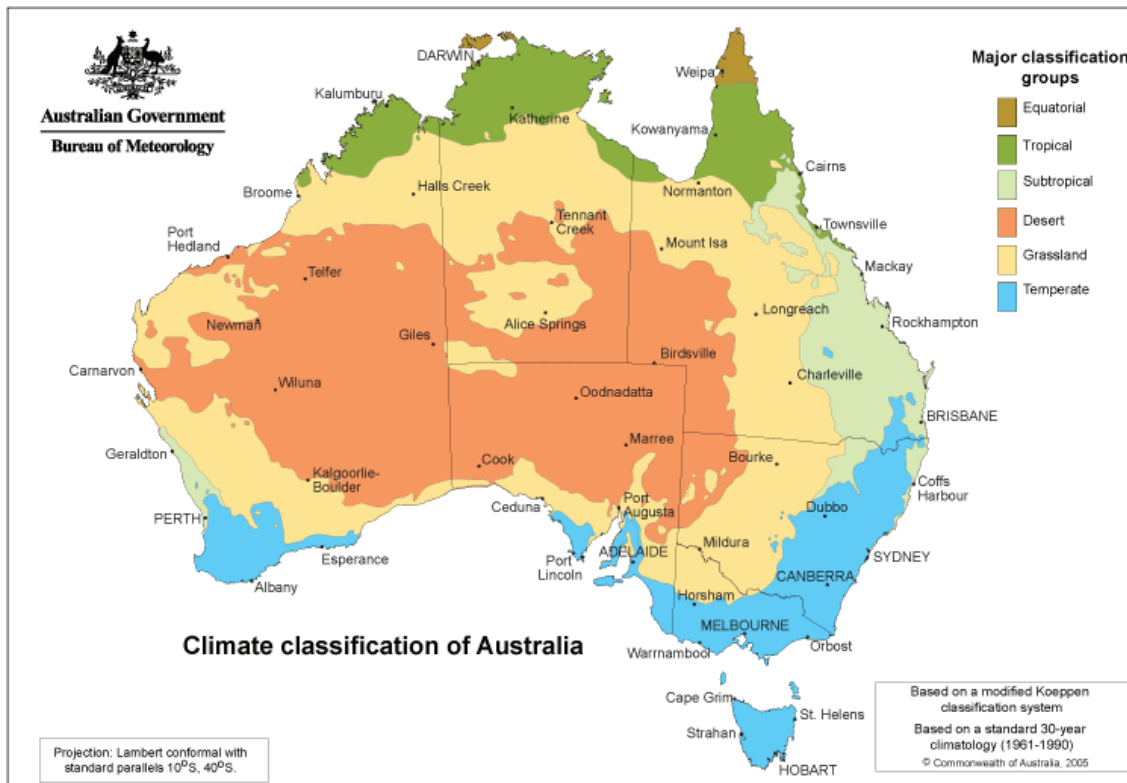 Australian Government
Bureau of Meteorology
Major classification
groups
Equatorial
Tropical
Subtropical
Desert
Grassland
Temperate
DARWIN
Weipa
Kalumburu
Katherine
Kowanyama
Cairns
Broome
Halls Creek
Normanton
Tennant
Creek
Townsville
Port
Hedland
Mount Isa
Mackay
Telfer
Newman
Alice Springs
Longreach
Rockhampton
Giles
Carnarvon
Birdsville
Wiluna
Oodnadatta
Charleville
BRISBANE
Geraldton
Marree
Cook
Bourke
Kalgoorlie-
Boulder
Coffs
Harbour
PERTH
Ceduna
Port
Augusta
Dubbo
Esperance
ADELAIDE
Mildura
SYDNEY
Albany
Port
Lincoln
CANBERRA
Horsham
MELBOURNE
Climate classification of Australia
Warrnambool
Orbost
Cape Grim
St. Helens
Strahan
HOBART
Projection: Lambert conformal with
standard parallels 10°S, 40°S.
Based on a modified Koeppen
classification system
Based on a standard 30-year
climatology (1961-1990)
© Commonwealth of Australia, 2005